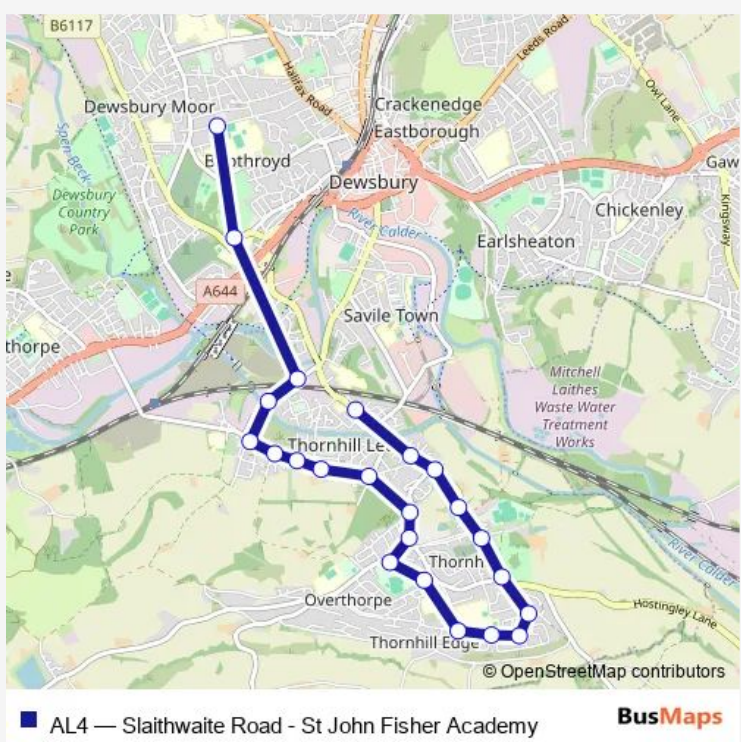 B6117
Dewsbury Moor
Halifax Road
Leeds Road
Crackenedge
Eastborough
Owl Lane
B othroyd
Spen Beck
Dewsbury
Gaw
Dewsbury
Country
Park
River Calder
Chickenley
Kingsway
Earlsheaton
e
A644
Savile Town
thorpe
Mitchell
Laithes
Waste Water
Treatment
Works
Thornhill Le
River Calder
Thornh
Overthorpe
Hostingley Lane
Thornhill Edge
© OpenStreetMap contributors
AL4 — Slaithwaite Road - St John Fisher Academy
BusMaps